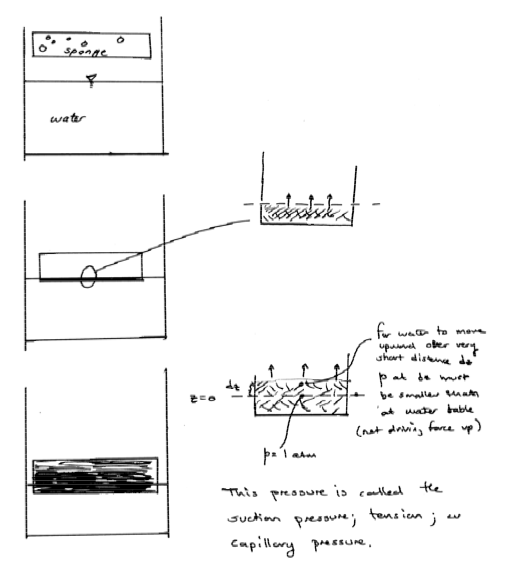 sponge
water
for water to move
upward over very
short distance dz
p at dz must
be smaller than
at water table
(net driving force up)
dz
z=0
p= 1 atm
This pressure is called the
suction pressure; tension; or
capillary pressure.